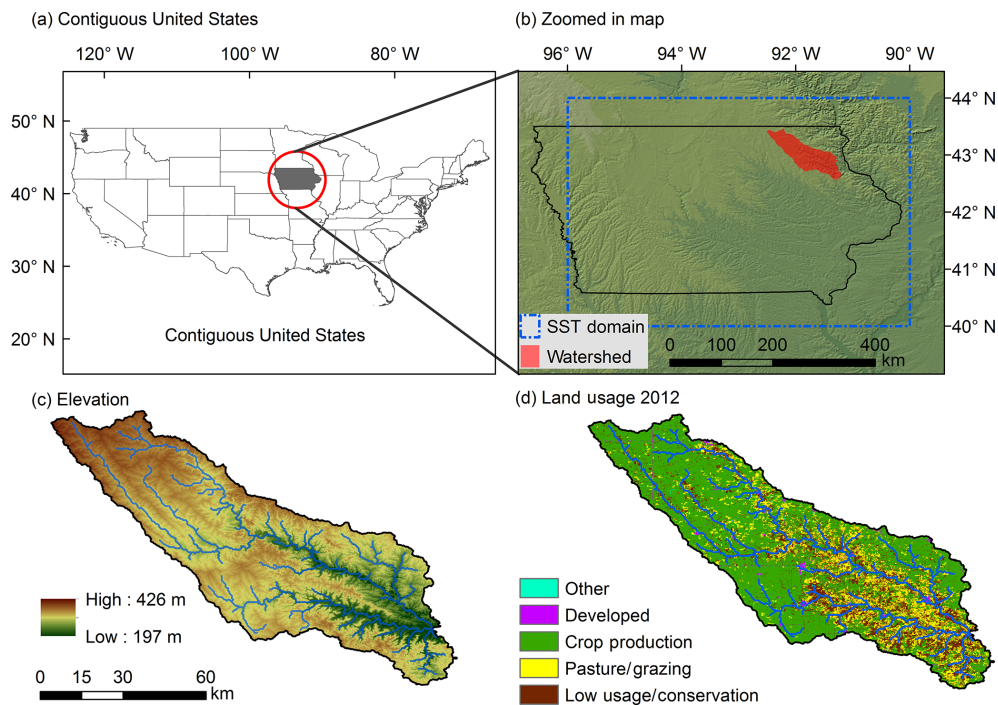 (a) Contiguous United States
120° W 100° W 80° W
50° N
40° N
30° N
20° N
Contiguous United States
(b) Zoomed in map
96° W 94° W 92° W 90° W
44° N
43° N
42° N
41° N
40° N
SST domain
Watershed
0 100 200 400
km
(c) Elevation
High : 426 m
Low : 197 m
0 15 30 60
km
(d) Land usage 2012
Other
Developed
Crop production
Pasture/grazing
Low usage/conservation